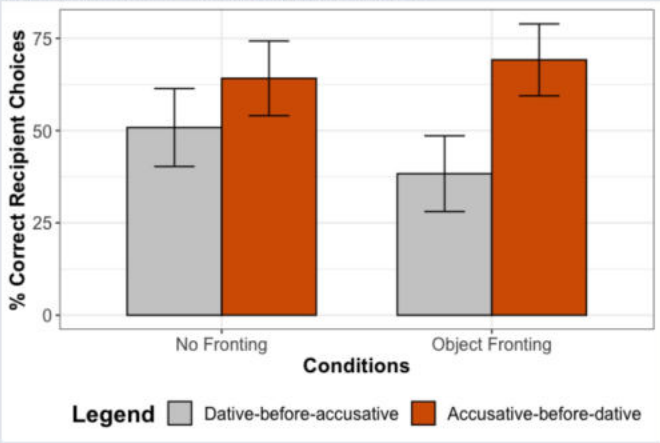 % Correct Recipient Choices
75
50
25
0
No Fronting Object Fronting
Conditions
Legend Dative-before-accusative Accusative-before-dative